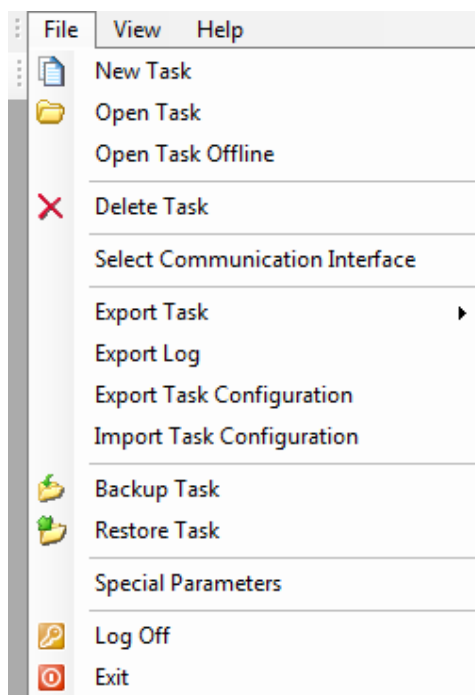 File View Help
New Task
Open Task
Open Task Offline
Delete Task
Select Communication Interface
Export Task
Export Log
Export Task Configuration
Import Task Configuration
Backup Task
Restore Task
Special Parameters
Log Off
Exit